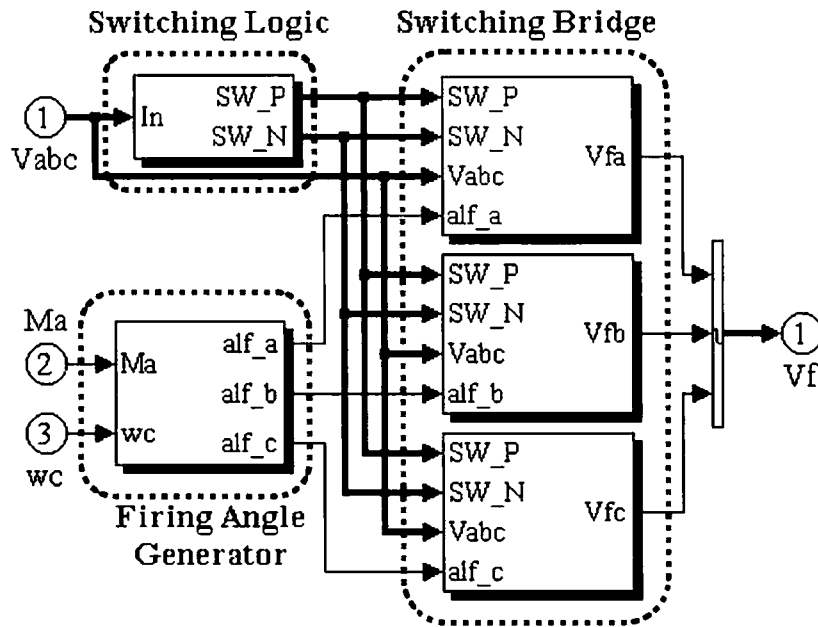 Switching Logic
Switching Bridge
1
Vabc
In
SW_P
SW_N
SW_P
SW_N
Vabc
alf_a
Vfa
Ma
2
3
wc
Ma
wc
alf_a
alf_b
alf_c
Firing Angle
Generator
SW_P
SW_N
Vabc
alf_b
Vfb
SW_P
SW_N
Vabc
alf_c
Vfc
1
Vf